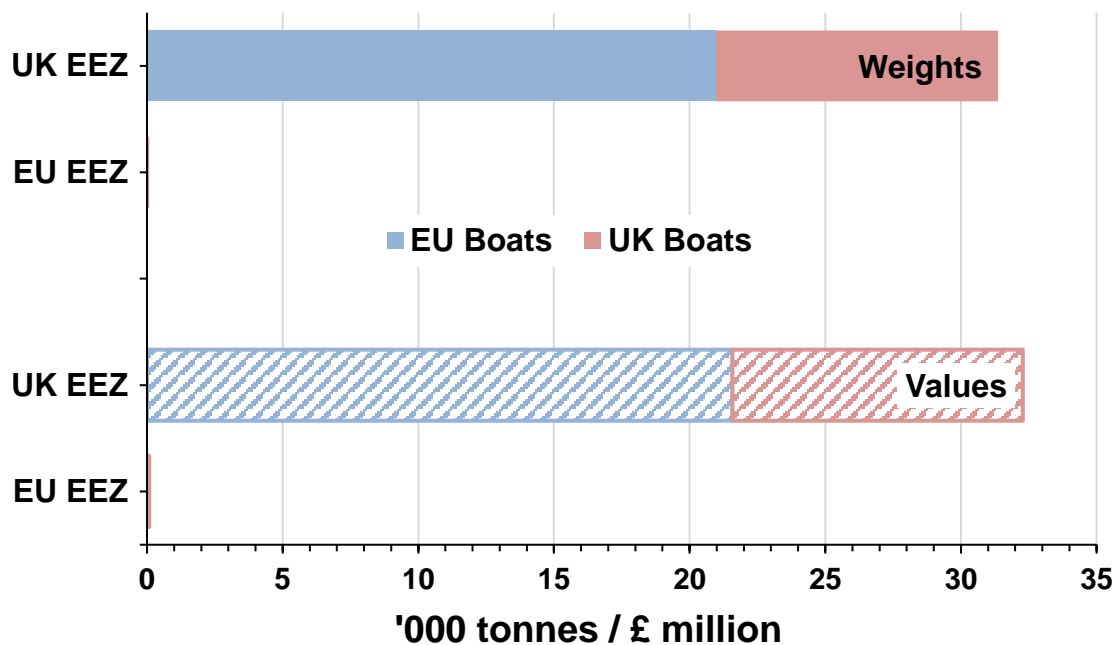 UK EEZ
Weights
EU EEZ
EU Boats UK Boats
UK EEZ
Values
EU EEZ
0 5 10 15 20 25 30 35
'000 tonnes / £ million